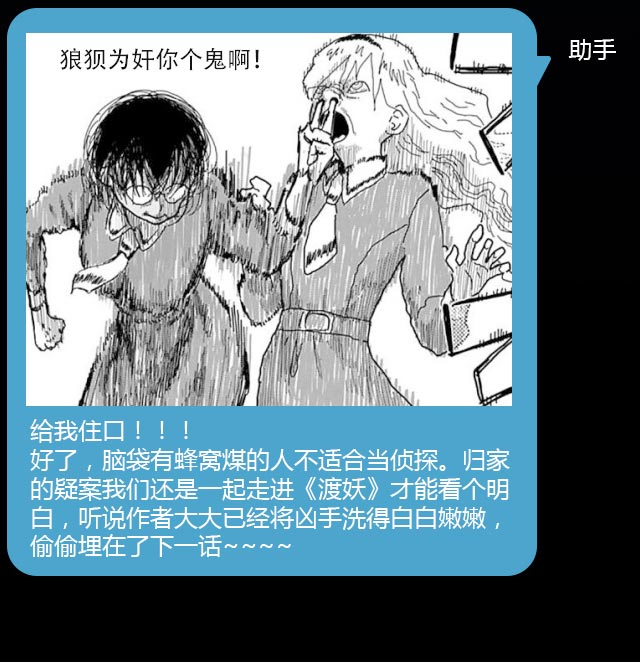 狼狈为奸你个鬼啊！
助手
给我住口！！！
好了，脑袋有蜂窝煤的人不适合当侦探。归家
的疑案我们还是一起走进《渡妖》才能看个明
白，听说作者大大已经将凶手洗得白白嫩嫩，
偷偷埋在了下一话~~~~